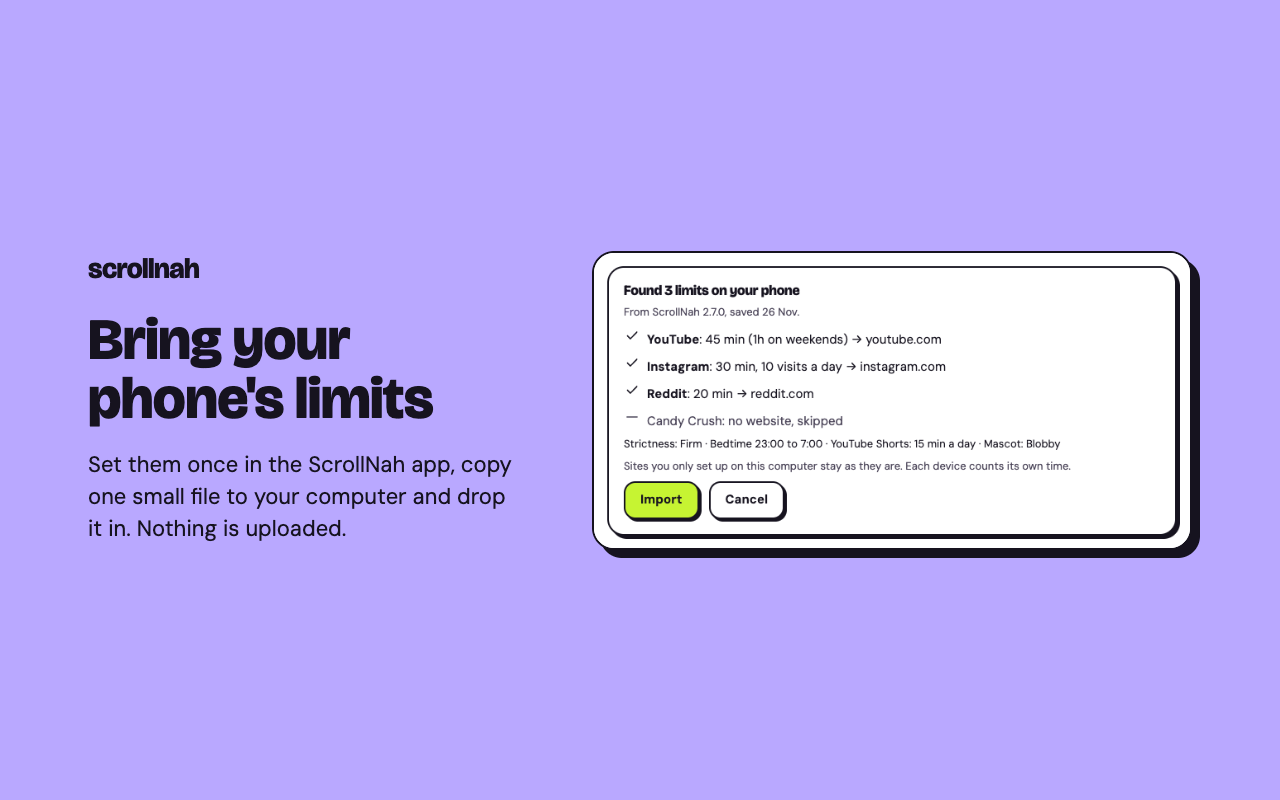 scrollnah
Bring your
phone's limits
Set them once in the ScrollNah app, copy
one small file to your computer and drop
it in. Nothing is uploaded.
Found 3 limits on your phone
From ScrollNah 2.7.0, saved 26 Nov.
YouTube: 45 min (1h on weekends) → youtube.com
Instagram: 30 min, 10 visits a day → instagram.com
Reddit: 20 min → reddit.com
Candy Crush: no website, skipped
Strictness: Firm · Bedtime 23:00 to 7:00 · YouTube Shorts: 15 min a day · Mascot: Blobby
Sites you only set up on this computer stay as they are. Each device counts its own time.
Import Cancel